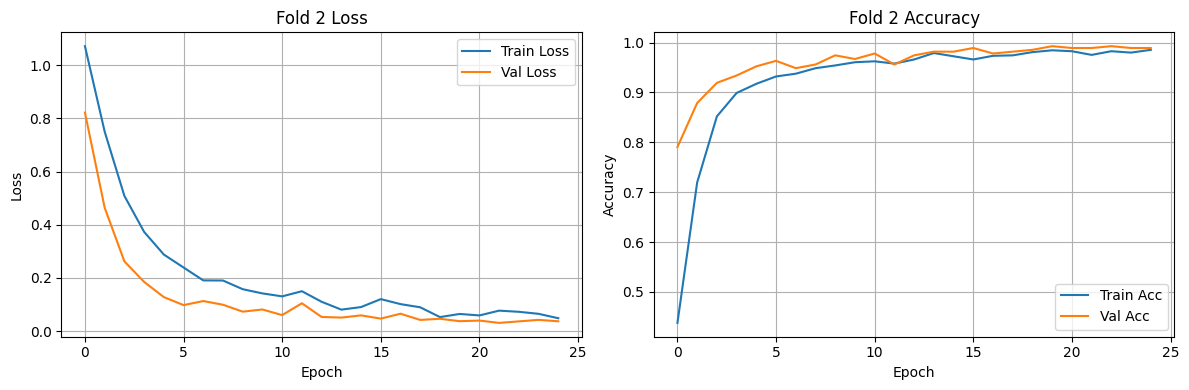 Fold 2 Loss
Loss
1.0
0.8
0.6
0.4
0.2
0.0
0 5 10 15 20 25
Epoch
Train Loss
Val Loss
Fold 2 Accuracy
Accuracy
1.0
0.9
0.8
0.7
0.6
0.5
0 5 10 15 20 25
Epoch
Train Acc
Val Acc